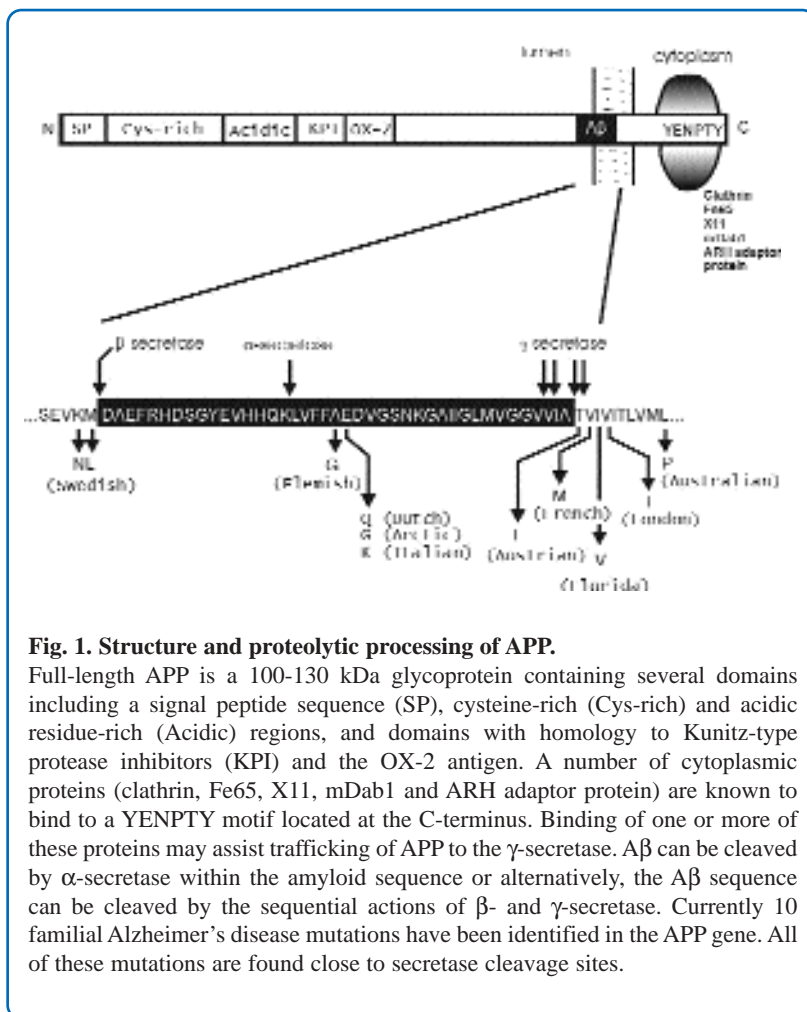 lumen cytoplasm
N SP Cys-rich Acidic KPI OX-2 Aβ YENPTY C
Clathrin
Fe65
X11
mDab1
ARH adaptor
protein
β secretase α-secretase γ secretase
...SEVKM DAEFRHDSGYEVHHQKLVFFAEDVGSNKGAIIGLMVGGVVIA TVIVITLVML...
NL
(Swedish)
G
(Flemish)
Q (Dutch)
G (Arctic)
K (Italian)
I
(Austrian)
M
(French)
V
(Florida)
I
(London)
P
(Australian)
Fig. 1. Structure and proteolytic processing of APP.
Full-length APP is a 100-130 kDa glycoprotein containing several domains
including a signal peptide sequence (SP), cysteine-rich (Cys-rich) and acidic
residue-rich (Acidic) regions, and domains with homology to Kunitz-type
protease inhibitors (KPI) and the OX-2 antigen. A number of cytoplasmic
proteins (clathrin, Fe65, X11, mDab1 and ARH adaptor protein) are known to
bind to a YENPTY motif located at the C-terminus. Binding of one or more of
these proteins may assist trafficking of APP to the γ-secretase. Aβ can be cleaved
by α-secretase within the amyloid sequence or alternatively, the Aβ sequence
can be cleaved by the sequential actions of β- and γ-secretase. Currently 10
familial Alzheimer’s disease mutations have been identified in the APP gene. All
of these mutations are found close to secretase cleavage sites.